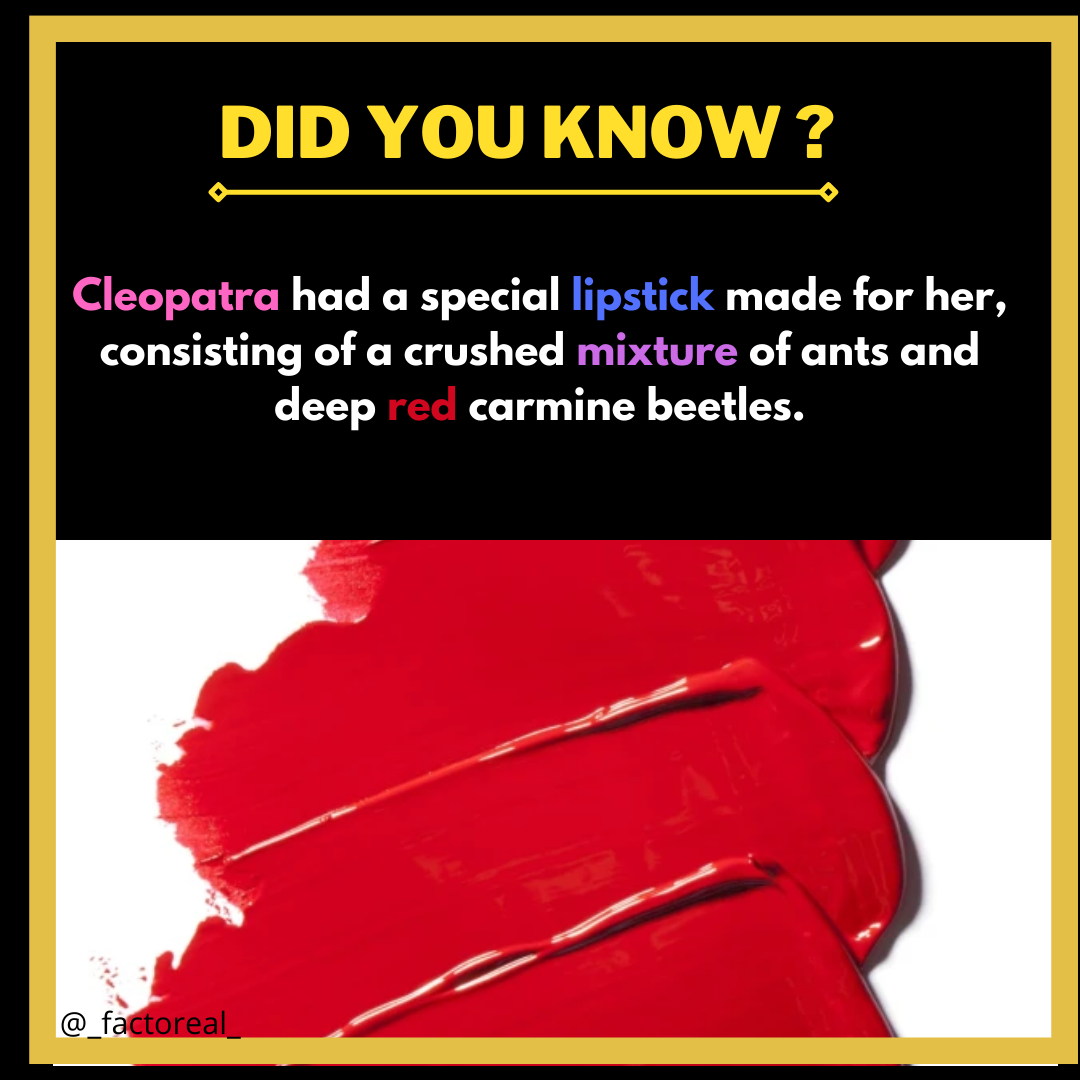 DID YOU KNOW ?
Cleopatra had a special lipstick made for her,
consisting of a crushed mixture of ants and
deep red carmine beetles.
@_factoreal_